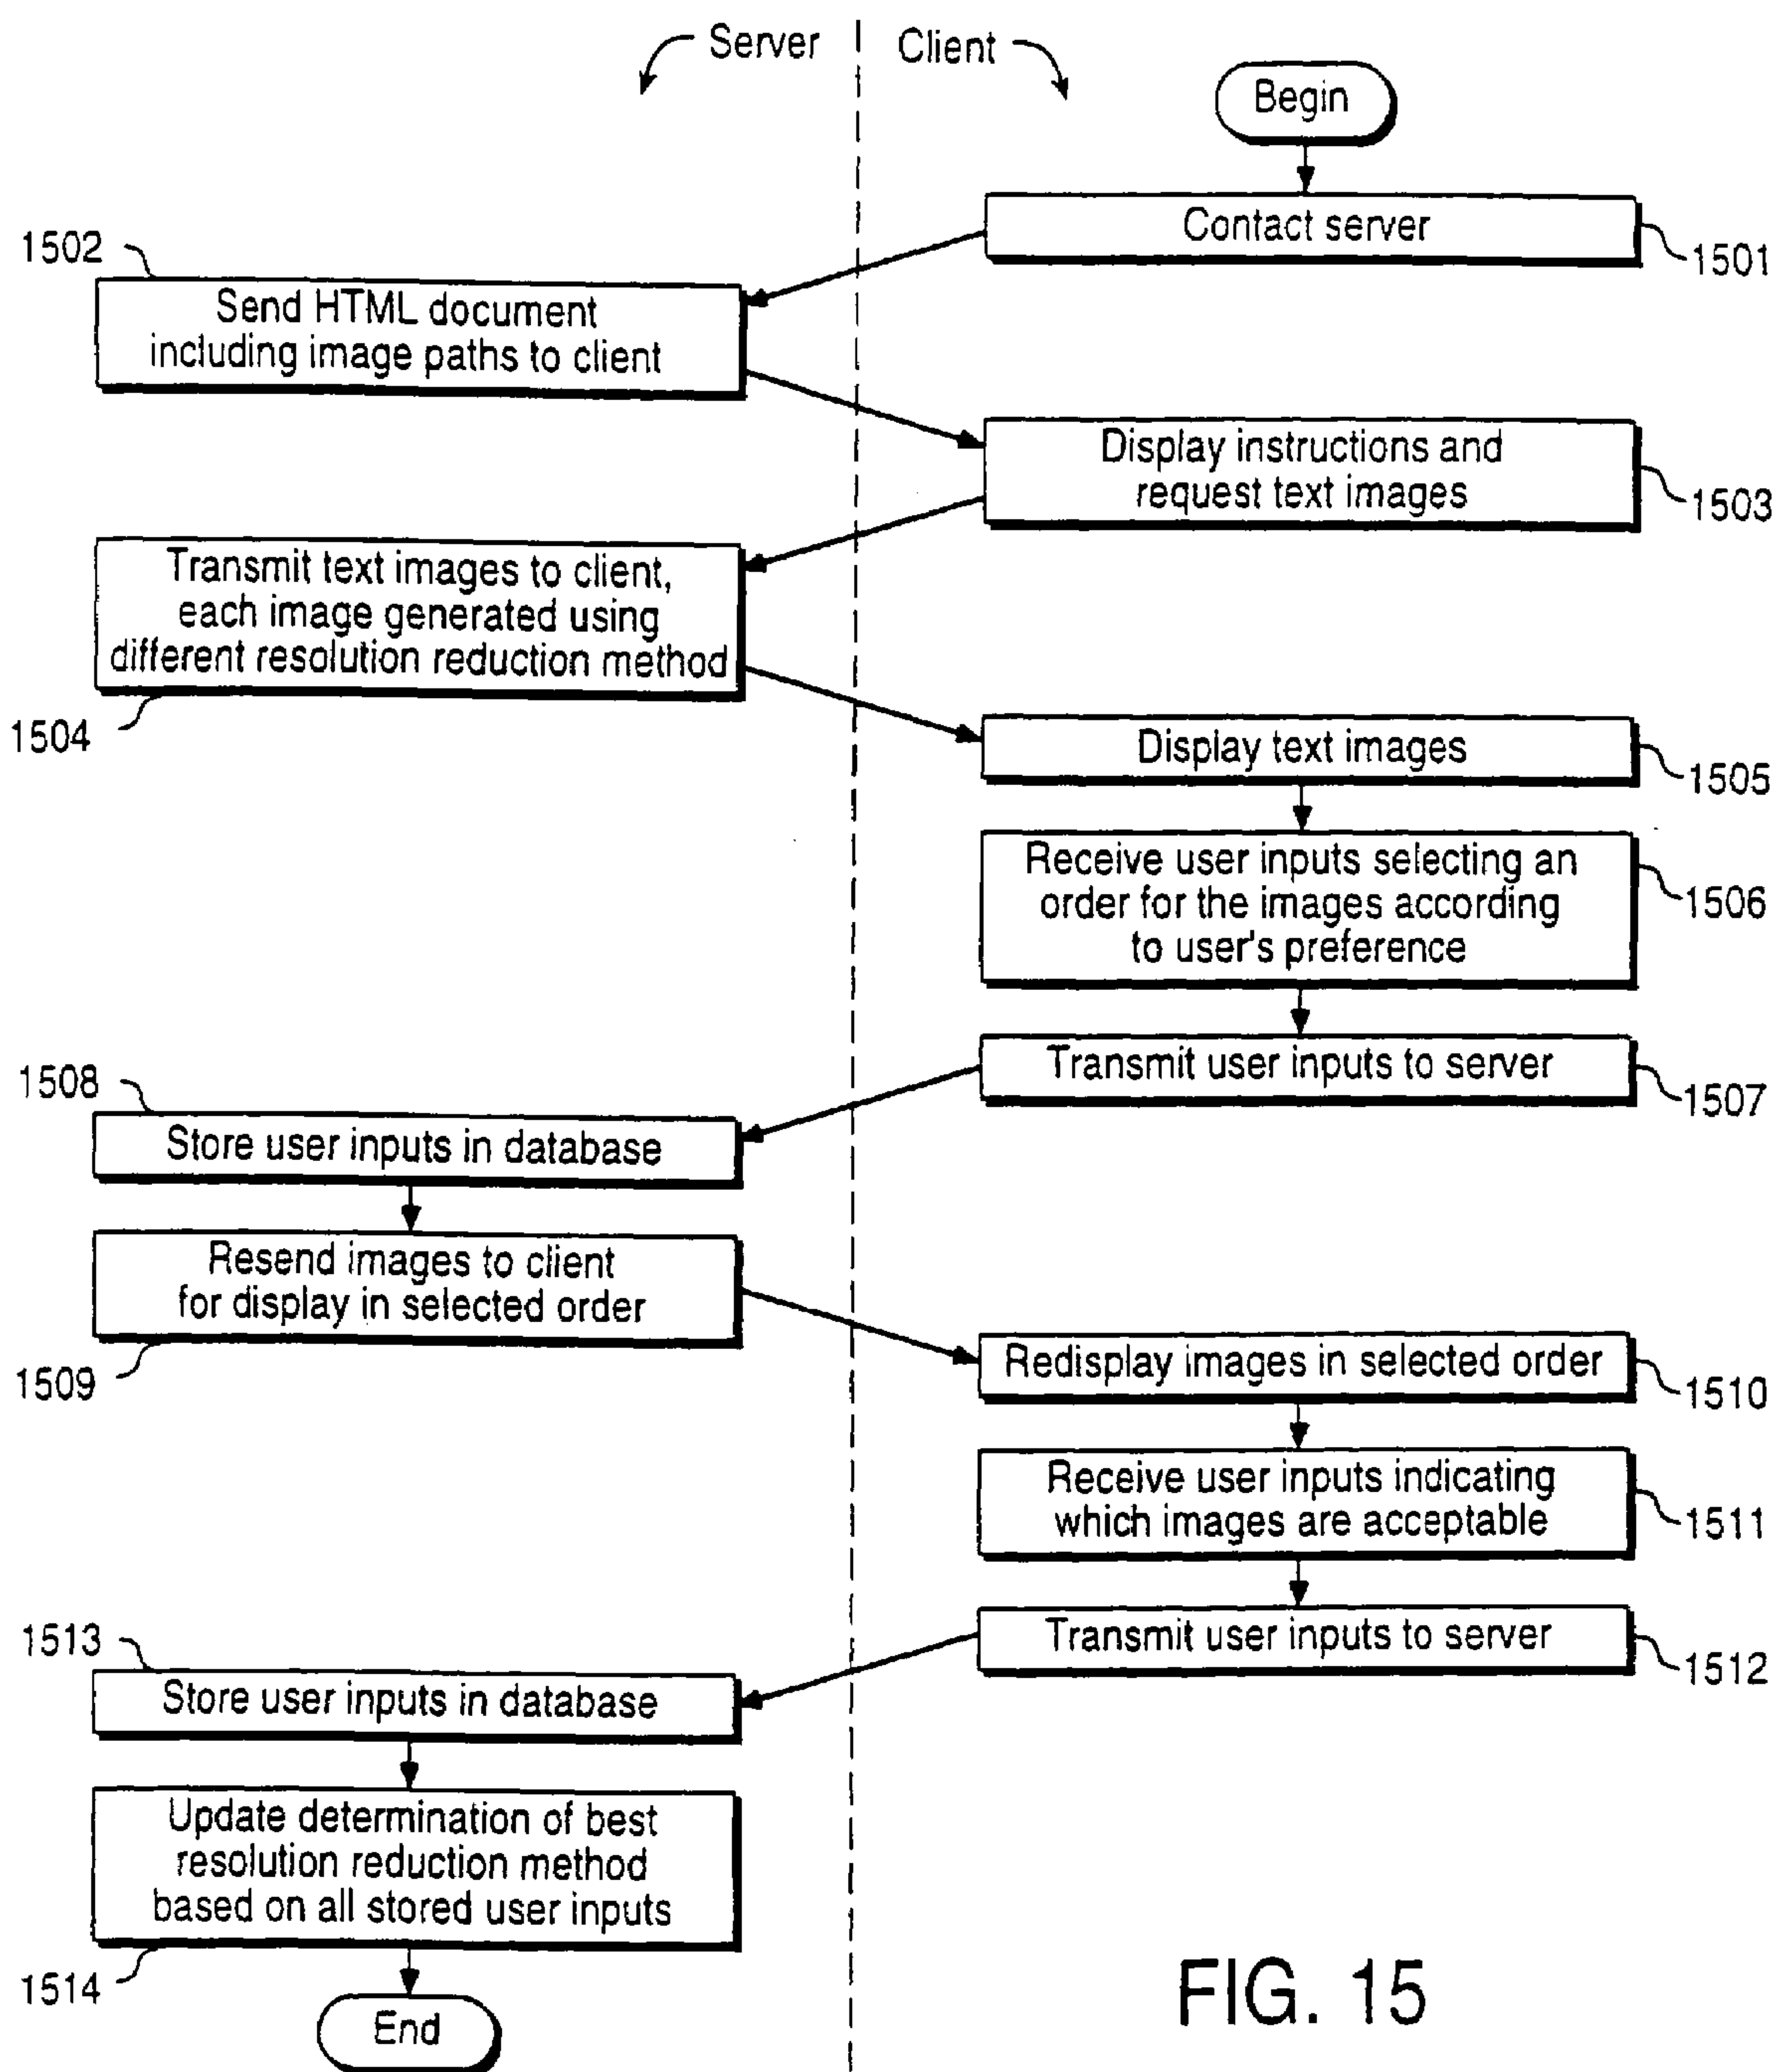 Server
Client
Begin
Contact server
1501
1502
Send HTML document
including image paths to client
Display instructions and
request text images
1503
Transmit text images to client,
each image generated using
different resolution reduction method
1504
Display text images
1505
Receive user inputs selecting an
order for the images according
to user's preference
1506
Transmit user inputs to server
1507
1508
Store user inputs in database
Resend images to client
for display in selected order
1509
Redisplay images in selected order
1510
Receive user inputs indicating
which images are acceptable
1511
Transmit user inputs to server
1512
1513
Store user inputs in database
Update determination of best
resolution reduction method
based on all stored user inputs
1514
End
FIG. 15